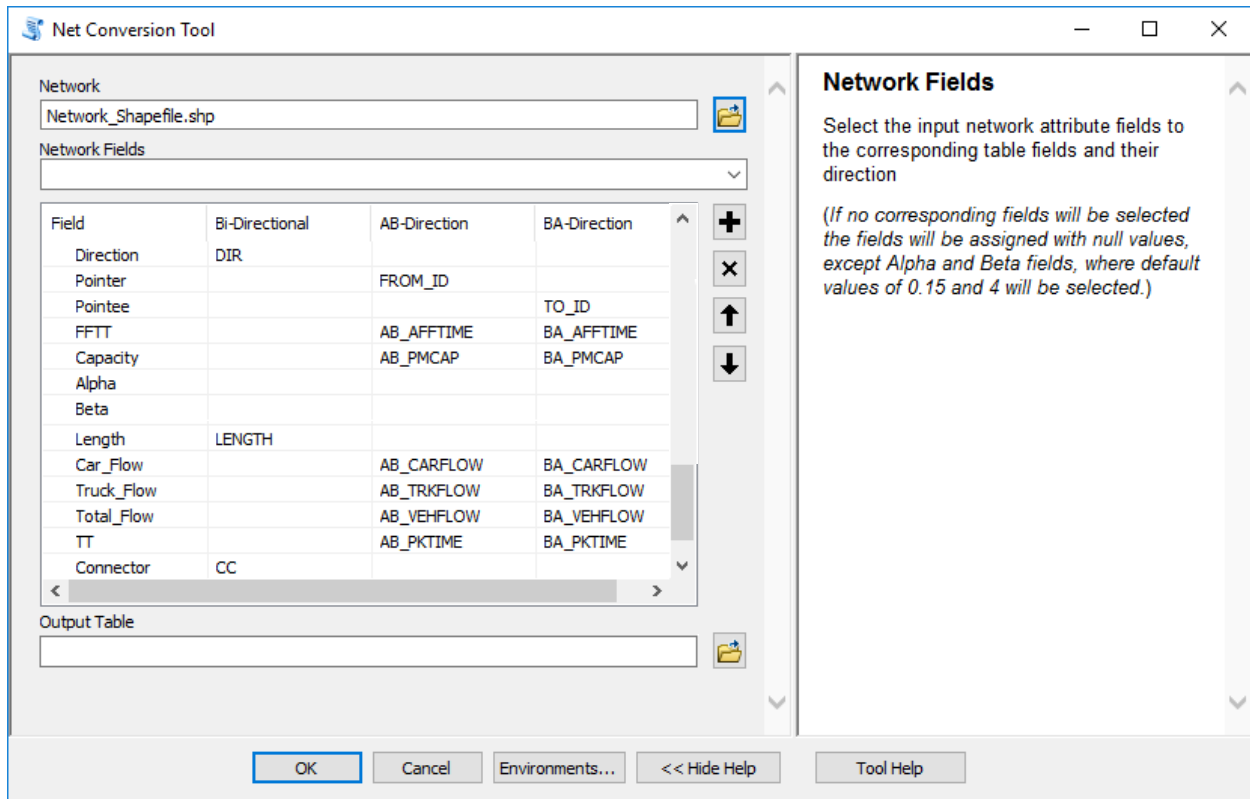 Net Conversion Tool
Network
Network_Shapefile.shp
Network Fields
Field Bi-Directional AB-Direction BA-Direction
Direction DIR
Pointer FROM_ID
Pointee TO_ID
FFTT AB_AFFTIME BA_AFFTIME
Capacity AB_PMCAP BA_PMCAP
Alpha
Beta
Length LENGTH
Car_Flow AB_CARFLOW BA_CARFLOW
Truck_Flow AB_TRKFLOW BA_TRKFLOW
Total_Flow AB_VEHFLOW BA_VEHFLOW
TT AB_PKTIME BA_PKTIME
Connector CC
Output Table
Network Fields
Select the input network attribute fields to
the corresponding table fields and their
direction
(If no corresponding fields will be selected
the fields will be assigned with null values,
except Alpha and Beta fields, where default
values of 0.15 and 4 will be selected.)
OK Cancel Environments... << Hide Help Tool Help